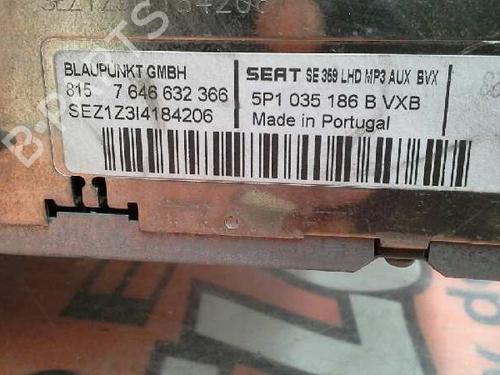 BLAUPUNKT GMBH
815 7 646 632 366
SEZ1Z3I4184206
SEAT SE 359 LHD MP3 AUX BVX
5P1 035 186 B VXB
Made in Portugal
B-PARTS